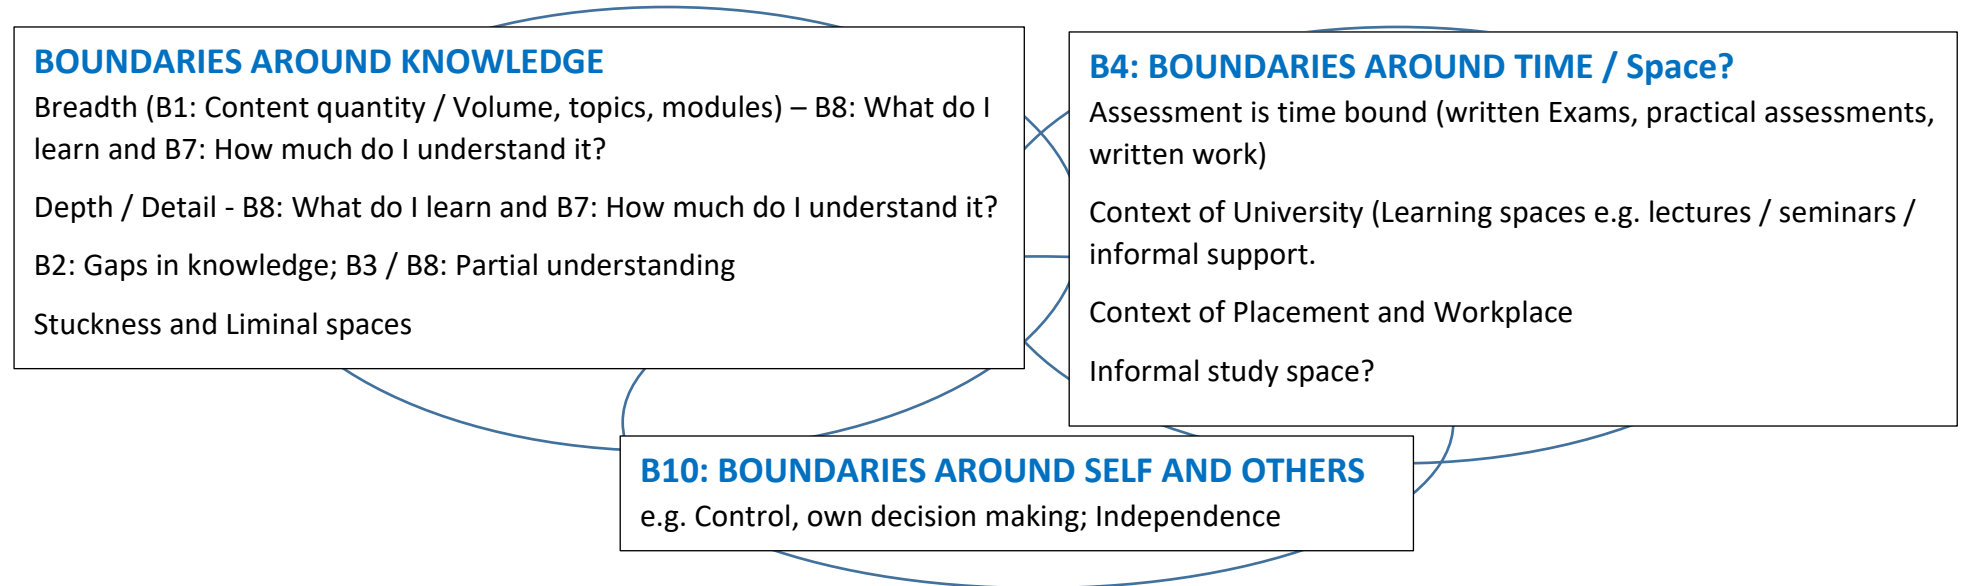 BOUNDARIES AROUND KNOWLEDGE
Breadth (B1: Content quantity / Volume, topics, modules) – B8: What do I
learn and B7: How much do I understand it?
Depth / Detail - B8: What do I learn and B7: How much do I understand it?
B2: Gaps in knowledge; B3 / B8: Partial understanding
Stuckness and Liminal spaces
B4: BOUNDARIES AROUND TIME / Space?
Assessment is time bound (written Exams, practical assessments,
written work)
Context of University (Learning spaces e.g. lectures / seminars /
informal support.
Context of Placement and Workplace
Informal study space?
B10: BOUNDARIES AROUND SELF AND OTHERS
e.g. Control, own decision making; Independence